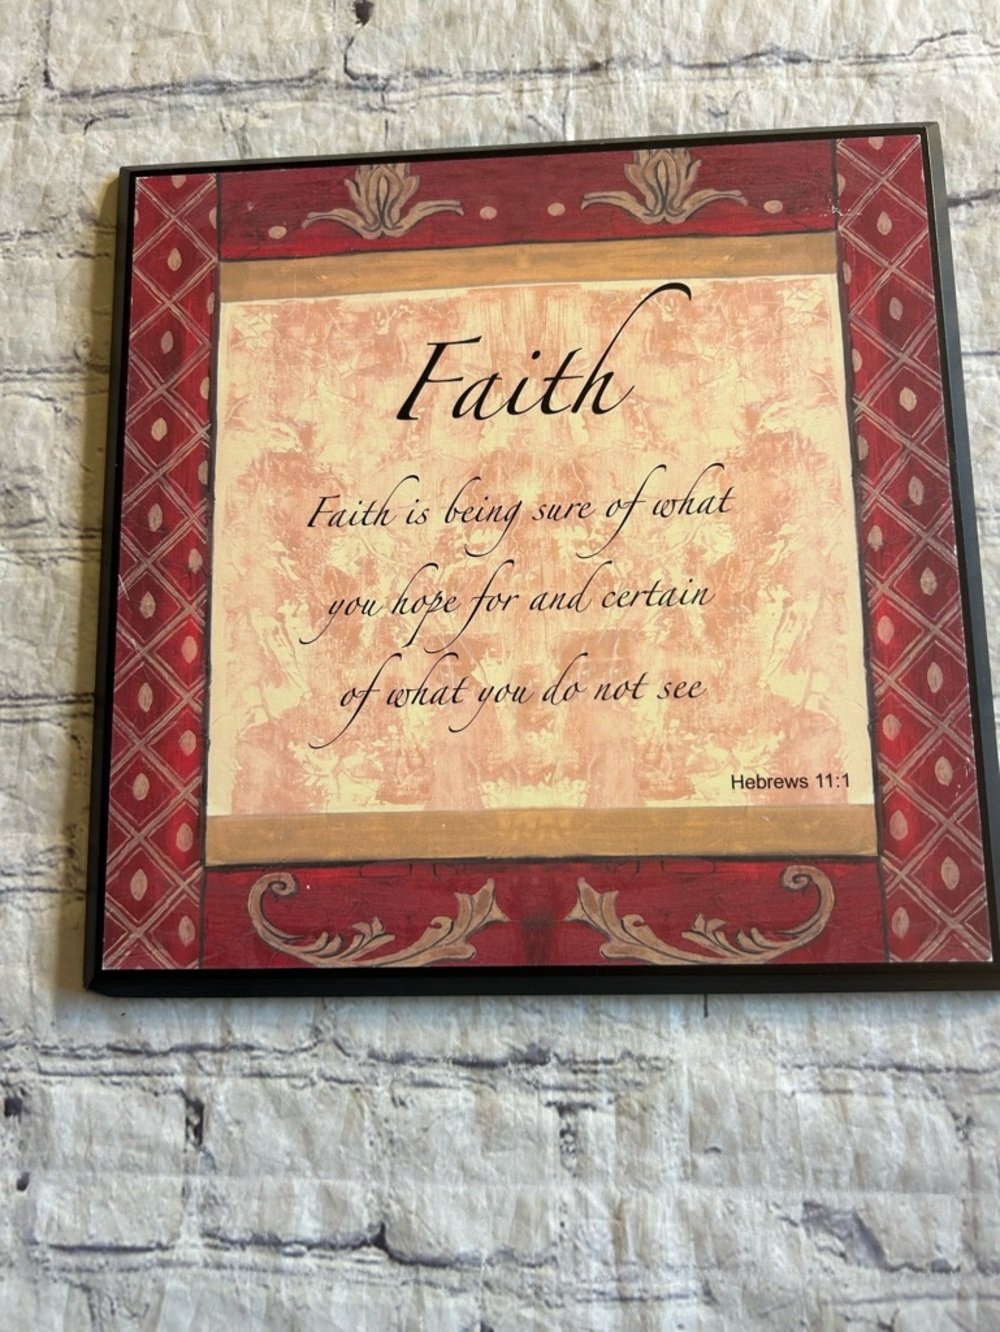 Faith
Faith is being sure of what
you hope for and certain
of what you do not see
Hebrews 11:1